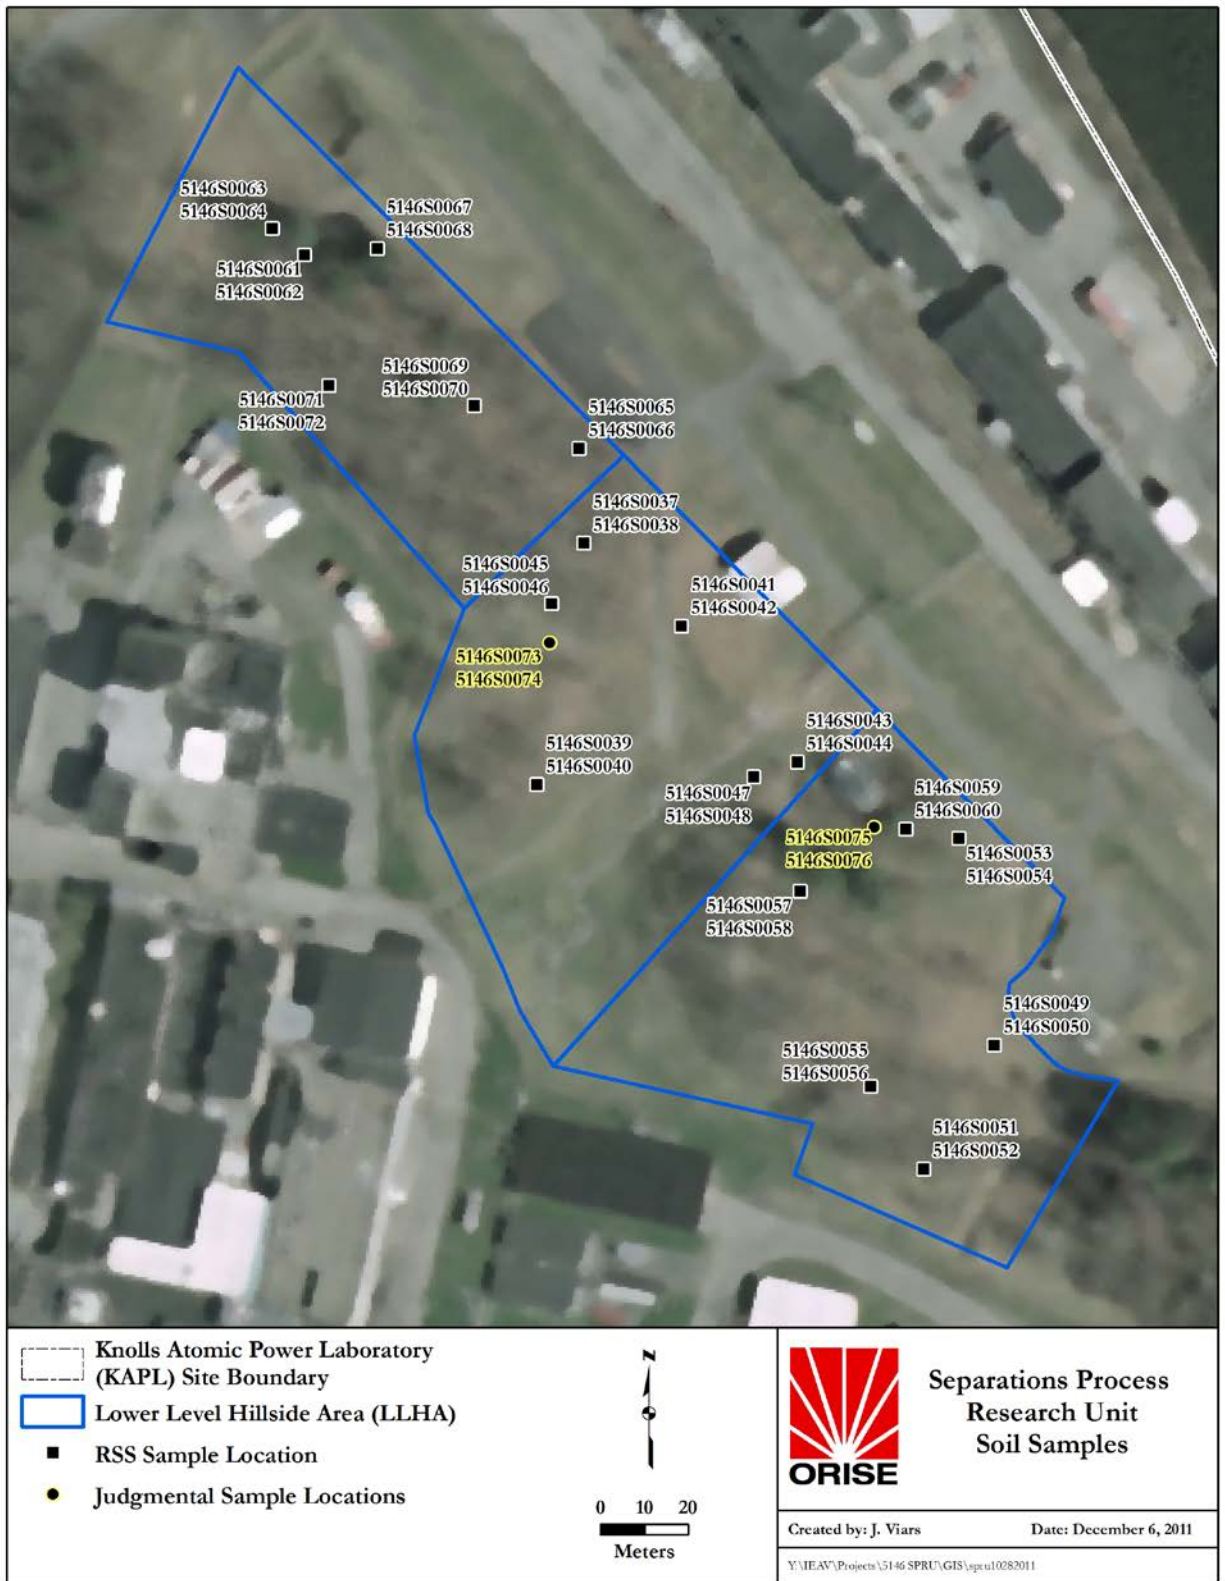 5146S0063
5146S0064
5146S0067
5146S0068
5146S0061
5146S0062
5146S0069
5146S0070
5146S0071
5146S0072
5146S0065
5146S0066
5146S0037
5146S0038
5146S0045
5146S0046
5146S0041
5146S0042
5146S0073
5146S0074
5146S0043
5146S0044
5146S0039
5146S0040
5146S0047
5146S0048
5146S0059
5146S0060
5146S0075
5146S0076
5146S0053
5146S0054
5146S0057
5146S0058
5146S0049
5146S0050
5146S0055
5146S0056
5146S0051
5146S0052
Knolls Atomic Power Laboratory
(KAPL) Site Boundary
Lower Level Hillside Area (LLHA)
RSS Sample Location
Judgmental Sample Locations
N
0 10 20
Meters
ORISE
Separations Process
Research Unit
Soil Samples
Created by: J. Viars Date: December 6, 2011
Y:\IEAV\Projects\5146 SPRU\GIS\spru10282011